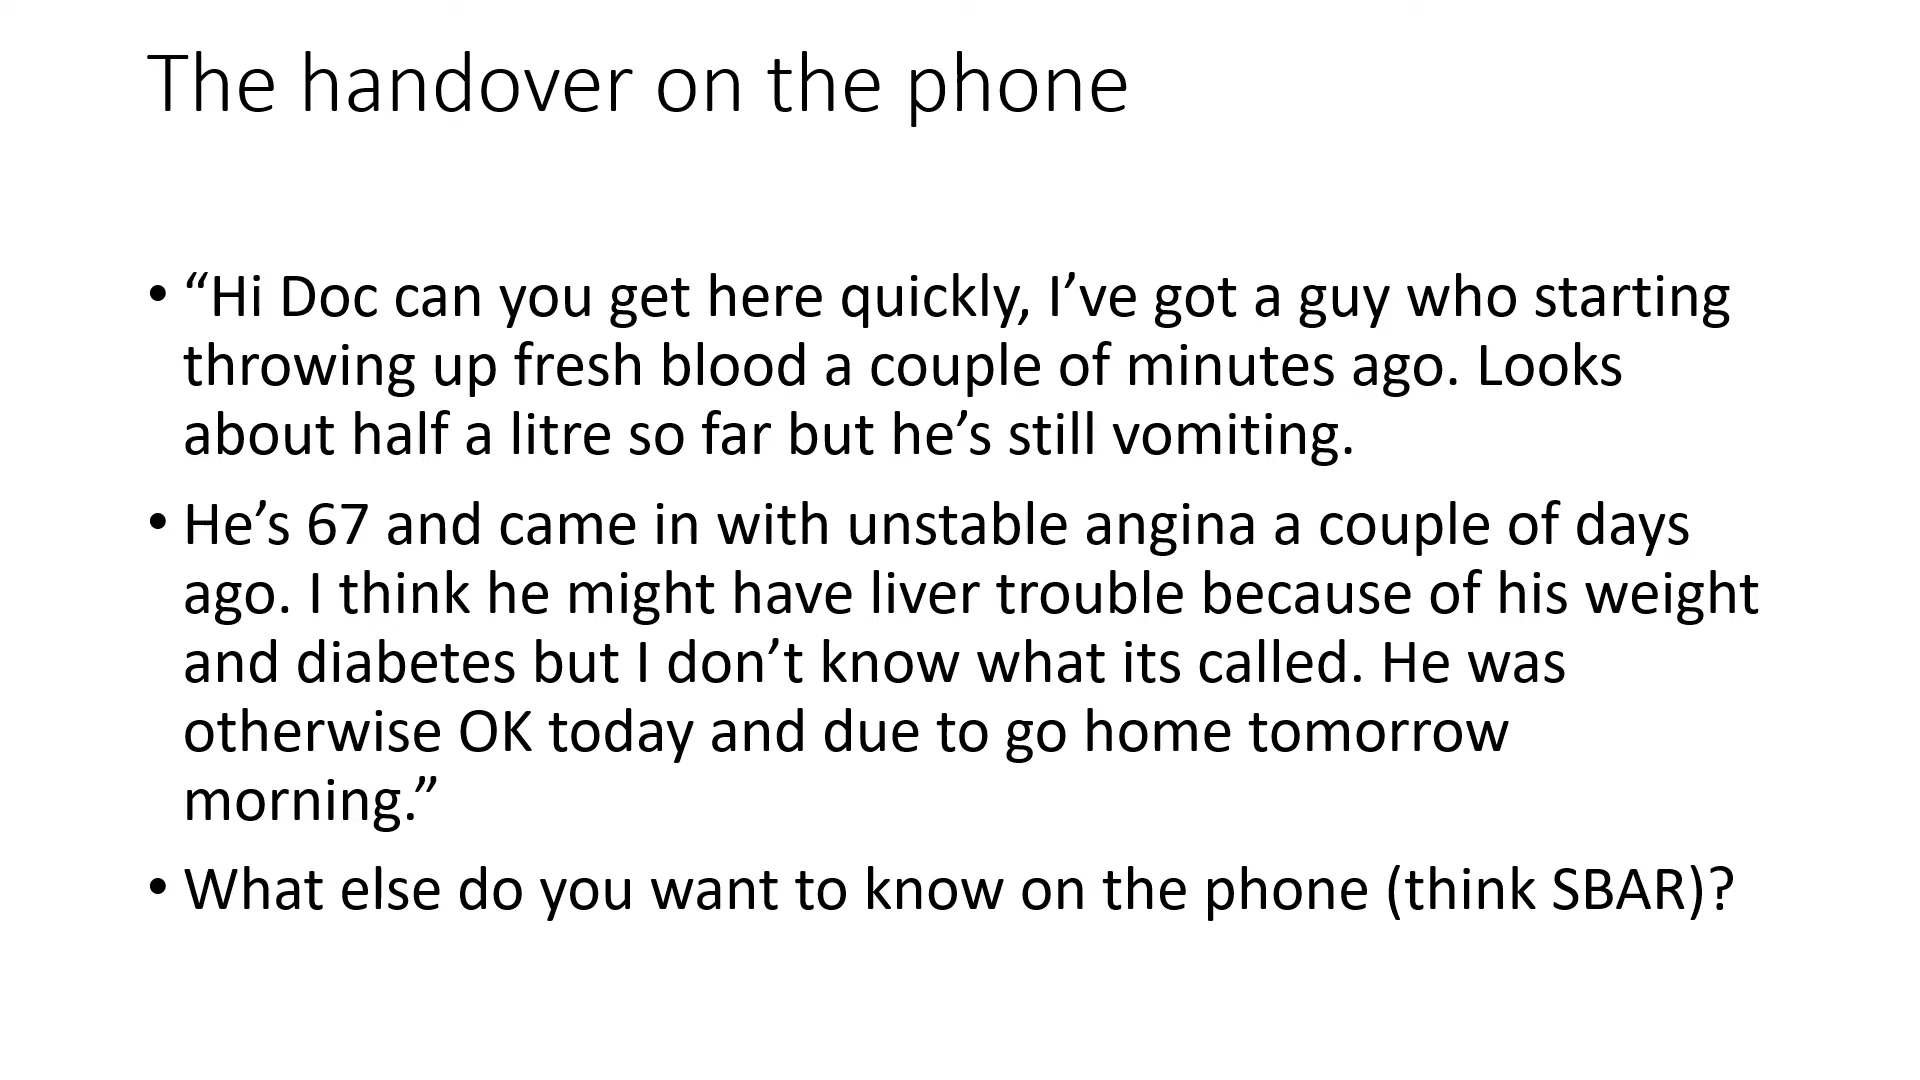 The handover on the phone
• “Hi Doc can you get here quickly, I’ve got a guy who starting
throwing up fresh blood a couple of minutes ago. Looks
about half a litre so far but he’s still vomiting.
• He’s 67 and came in with unstable angina a couple of days
ago. I think he might have liver trouble because of his weight
and diabetes but I don’t know what its called. He was
otherwise OK today and due to go home tomorrow
morning.”
• What else do you want to know on the phone (think SBAR)?